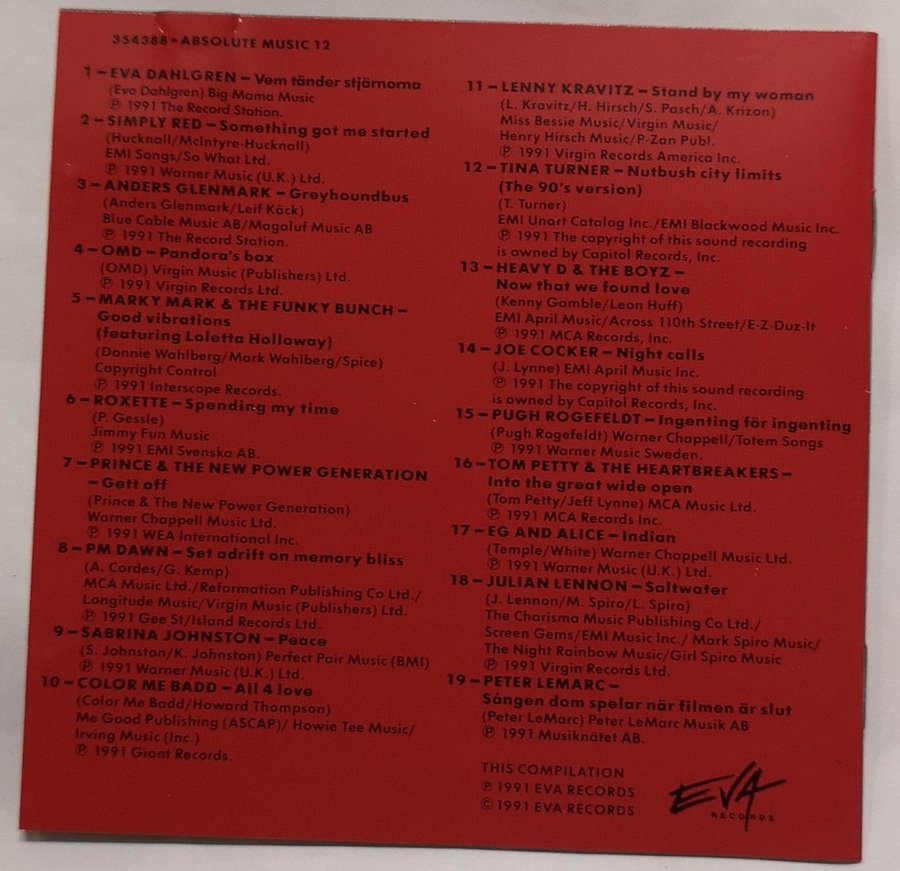 354388 • ABSOLUTE MUSIC 12
1 – EVA DAHLGREN – Vem tänder stjärnorna
(Eva Dahlgren) Big Mama Music
℗ 1991 The Record Station.
2 – SIMPLY RED – Something got me started
(Hucknall/McIntyre-Hucknall)
EMI Songs/So What Ltd.
℗ 1991 Warner Music (U.K.) Ltd.
3 – ANDERS GLENMARK – Greyhoundbus
(Anders Glenmark/Leif Käck)
Blue Cable Music AB/Magaluf Music AB
℗ 1991 The Record Station.
4 – OMD – Pandora's box
(OMD) Virgin Music (Publishers) Ltd.
℗ 1991 Virgin Records Ltd.
5 – MARKY MARK & THE FUNKY BUNCH –
Good vibrations
(featuring Loletta Holloway)
(Donnie Wahlberg/Mark Wahlberg/Spice)
Copyright Control
℗ 1991 Interscope Records.
6 – ROXETTE – Spending my time
(P. Gessle)
Jimmy Fun Music
℗ 1991 EMI Svenska AB.
7 – PRINCE & THE NEW POWER GENERATION
– Gett off
(Prince & The New Power Generation)
Warner Chappell Music Ltd.
℗ 1991 WEA International Inc.
8 – PM DAWN – Set adrift on memory bliss
(A. Cordes/G. Kemp)
MCA Music Ltd./Reformation Publishing Co Ltd./
Longitude Music/Virgin Music (Publishers) Ltd.
℗ 1991 Gee St/Island Records Ltd.
9 – SABRINA JOHNSTON – Peace
(S. Johnston/K. Johnston) Perfect Pair Music (BMI)
℗ 1991 Warner Music (U.K.) Ltd.
10 – COLOR ME BADD – All 4 love
(Color Me Badd/Howard Thompson)
Me Good Publishing (ASCAP)/ Howie Tee Music/
Irving Music (Inc.)
℗ 1991 Giant Records.
11 – LENNY KRAVITZ – Stand by my woman
(L. Kravitz/H. Hirsch/S. Pasch/A. Krizon)
Miss Bessie Music/Virgin Music/
Henry Hirsch Music/P-Zan Publ.
℗ 1991 Virgin Records America Inc.
12 – TINA TURNER – Nutbush city limits
(The 90's version)
(T. Turner)
EMI Unart Catalog Inc./EMI Blackwood Music Inc.
℗ 1991 The copyright of this sound recording
is owned by Capitol Records, Inc.
13 – HEAVY D & THE BOYZ –
Now that we found love
(Kenny Gamble/Leon Huff)
EMI April Music/Across 110th Street/E-Z-Duz-It
℗ 1991 MCA Records, Inc.
14 – JOE COCKER – Night calls
(J. Lynne) EMI April Music Inc.
℗ 1991 The copyright of this sound recording
is owned by Capitol Records, Inc.
15 – PUGH ROGEFELDT – Ingenting för ingenting
(Pugh Rogefeldt) Warner Chappell/Totem Songs
℗ 1991 Warner Music Sweden.
16 – TOM PETTY & THE HEARTBREAKERS –
Into the great wide open
(Tom Petty/Jeff Lynne) MCA Music Ltd.
℗ 1991 MCA Records Inc.
17 – EG AND ALICE – Indian
(Temple/White) Warner Chappell Music Ltd.
℗ 1991 Warner Music (U.K.) Ltd.
18 – JULIAN LENNON – Saltwater
(J. Lennon/M. Spiro/L. Spiro)
The Charisma Music Publishing Co Ltd./
Screen Gems/EMI Music Inc./ Mark Spiro Music/
The Night Rainbow Music/Girl Spiro Music
℗ 1991 Virgin Records Ltd.
19 – PETER LEMARC –
Sången dom spelar när filmen är slut
(Peter LeMarc) Peter LeMarc Musik AB
℗ 1991 Musiknätet AB.
THIS COMPILATION
℗ 1991 EVA RECORDS
© 1991 EVA RECORDS
EVA
RECORDS